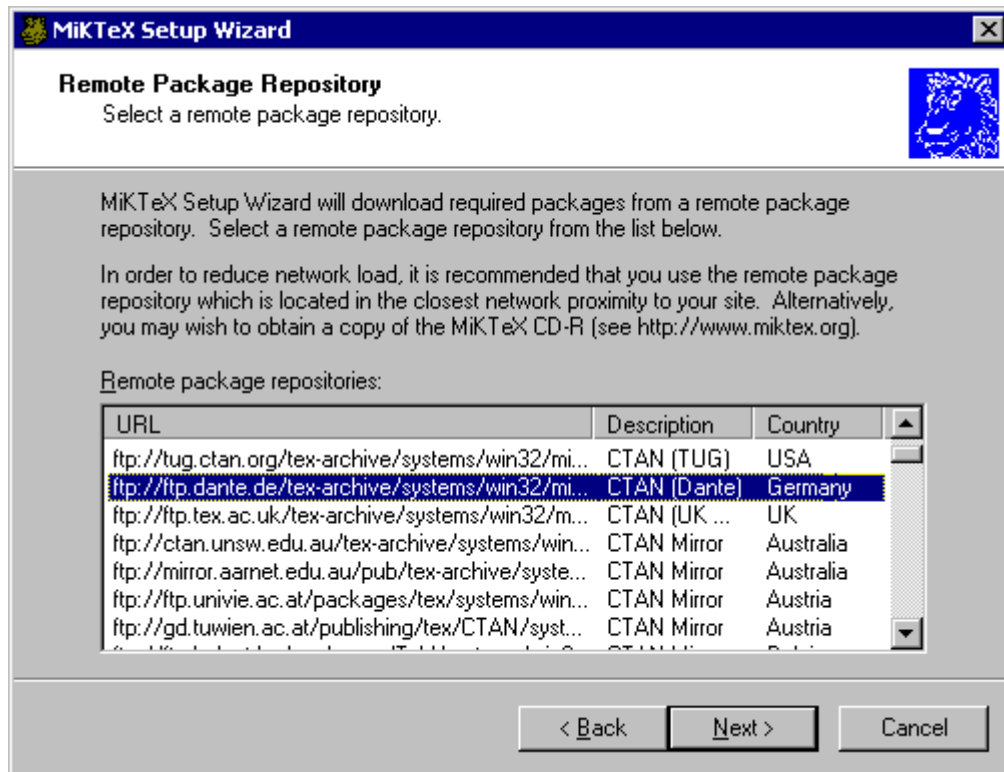 MiKTeX Setup Wizard
Remote Package Repository
Select a remote package repository.
MiKTeX Setup Wizard will download required packages from a remote package
repository. Select a remote package repository from the list below.
In order to reduce network load, it is recommended that you use the remote package
repository which is located in the closest network proximity to your site. Alternatively,
you may wish to obtain a copy of the MiKTeX CD-R (see http://www.miktex.org).
Remote package repositories:
URL Description Country
ftp://tug.ctan.org/tex-archive/systems/win32/mi... CTAN (TUG) USA
ftp://ftp.dante.de/tex-archive/systems/win32/mi... CTAN (Dante) Germany
ftp://ftp.tex.ac.uk/tex-archive/systems/win32/m... CTAN (UK ... UK
ftp://ctan.unsw.edu.au/tex-archive/systems/win... CTAN Mirror Australia
ftp://mirror.aarnet.edu.au/pub/tex-archive/syste... CTAN Mirror Australia
ftp://ftp.univie.ac.at/packages/tex/systems/win... CTAN Mirror Austria
ftp://gd.tuwien.ac.at/publishing/tex/CTAN/syst... CTAN Mirror Austria
< Back Next > Cancel